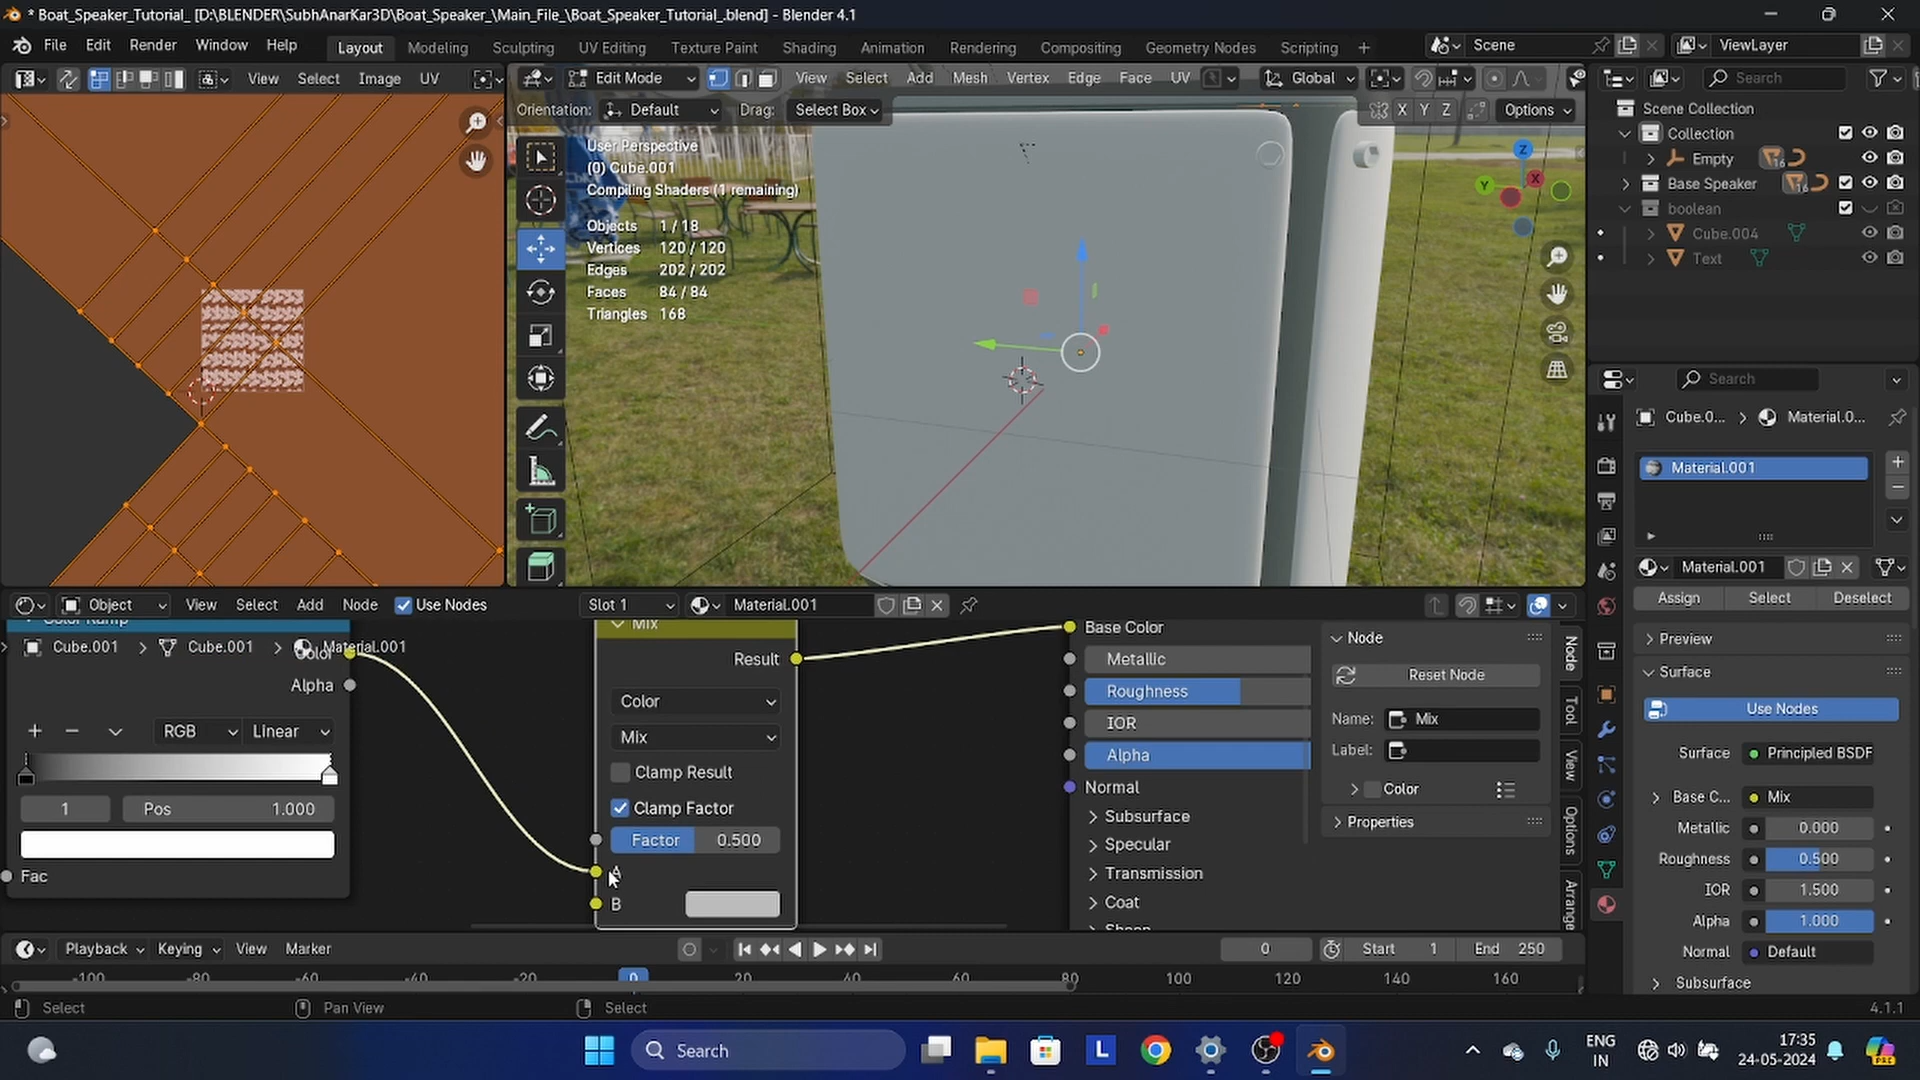 * Boat_Speaker_Tutorial_ [D:\BLENDER\SubhAnarKar3D\Boat_Speaker_\Main_File_\Boat_Speaker_Tutorial_.blend] - Blender 4.1
File Edit Render Window Help Layout Modeling Sculpting UV Editing Texture Paint Shading Animation Rendering Compositing Geometry Nodes Scripting + Scene ViewLayer
View Select Image UV Edit Mode View Select Add Mesh Vertex Edge Face UV Global Search
Orientation: Default Drag: Select Box X Y Z Options
Scene Collection
Collection
Empty 16
Base Speaker 16
boolean
Cube.004
Text
User Perspective
(0) Cube.001
Compiling Shaders (1 remaining)
Objects 1 / 18
Vertices 120 / 120
Edges 202 / 202
Faces 84 / 84
Triangles 168
Z
Y
X
Search
Cube.0... Material.0...
Material.001
Material.001
Assign Select Deselect
Preview
Surface
Use Nodes
Surface Principled BSDF
Base C... Mix
Metallic 0.000
Roughness 0.500
IOR 1.500
Alpha 1.000
Normal Default
Subsurface
Object View Select Add Node Use Nodes Slot 1 Material.001
Cube.001 Cube.001 Material.001
Color
Alpha
RGB Linear
1 Pos 1.000
Fac
Mix
Result
Color
Mix
Clamp Result
Clamp Factor
Factor 0.500
A
B
Base Color
Metallic
Roughness
IOR
Alpha
Normal
Subsurface
Specular
Transmission
Coat
Node
Reset Node
Name: Mix
Label:
Color
Properties
Node
Tool
View
Options
Arrange
Playback Keying View Marker 0 Start 1 End 250
-100 -80 -60 -40 -20 0 20 40 60 80 100 120 140 160
Select Pan View Select 4.1.1
Search
ENG
IN
17:35
24-05-2024